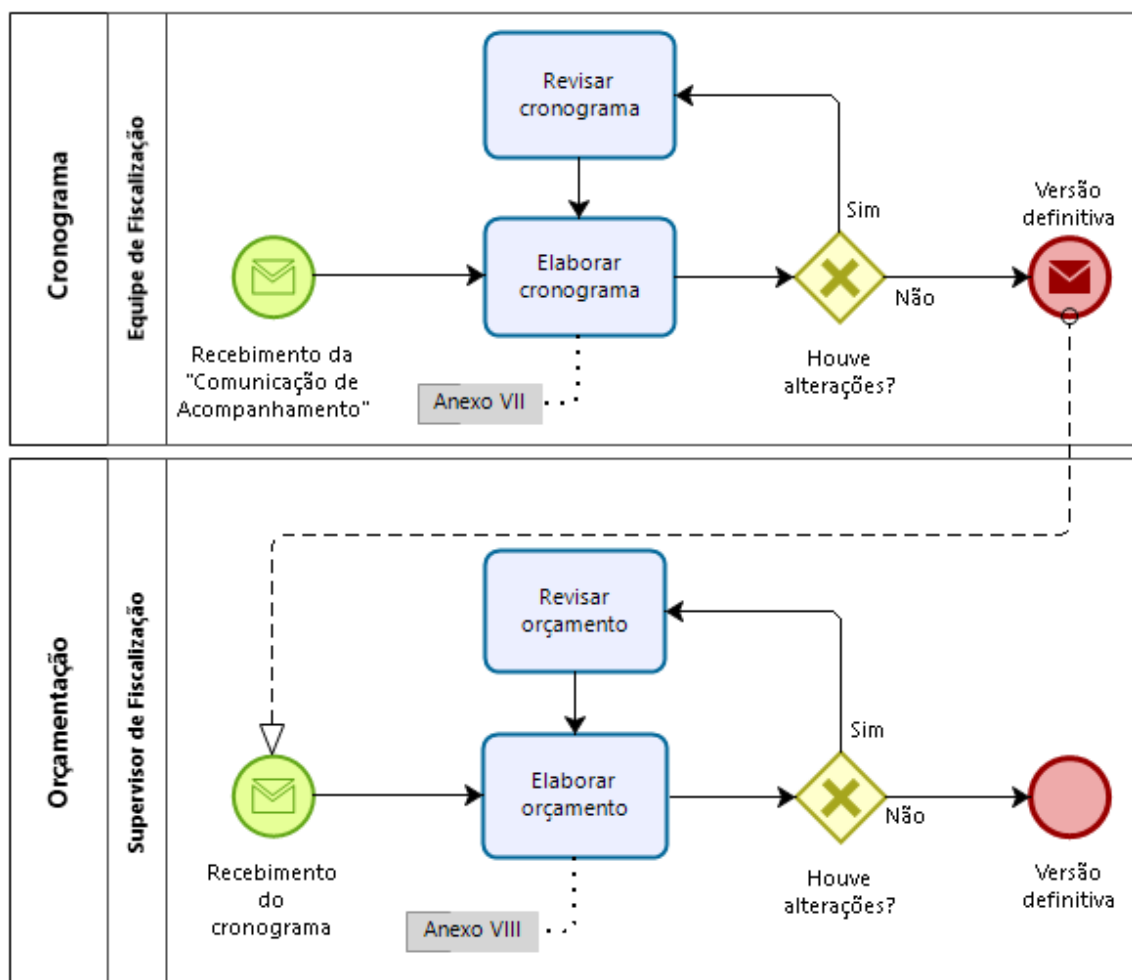 Cronograma
Equipe de Fiscalização
Revisar
cronograma
Sim
Versão
definitiva
Elaborar
cronograma
Não
Recebimento da
"Comunicação de
Acompanhamento"
Houve
alterações?
Anexo VII
Orçamentação
Supervisor de Fiscalização
Revisar
orçamento
Sim
Elaborar
orçamento
Não
Recebimento
do
cronograma
Houve
alterações?
Versão
definitiva
Anexo VIII